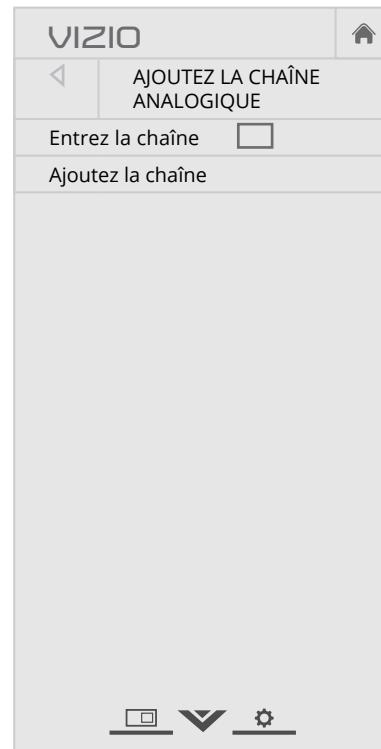 VIZIO
AJOUTEZ LA CHAÎNE
ANALOGIQUE
Entrez la chaîne
Ajoutez la chaîne